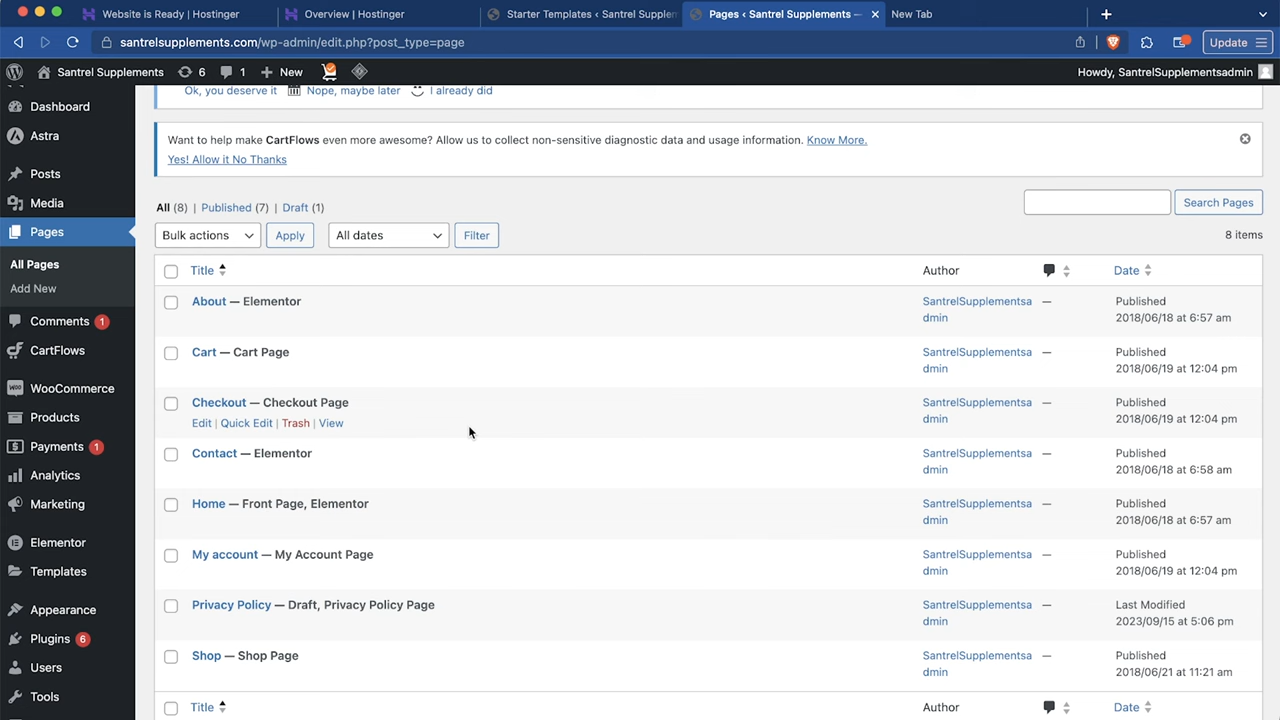 Website is Ready | Hostinger
Overview | Hostinger
Starter Templates ‹ Santrel Supplem
Pages ‹ Santrel Supplements —
New Tab
santrelsupplements.com/wp-admin/edit.php?post_type=page
Update
Santrel Supplements
6
1
New
Howdy, SantrelSupplementsadmin
Dashboard
Astra
Posts
Media
Pages
All Pages
Add New
Comments 1
CartFlows
WooCommerce
Products
Payments 1
Analytics
Marketing
Elementor
Templates
Appearance
Plugins 6
Users
Tools
Ok, you deserve it
Nope, maybe later
I already did
Want to help make CartFlows even more awesome? Allow us to collect non-sensitive diagnostic data and usage information. Know More.
Yes! Allow it No Thanks
All (8) | Published (7) | Draft (1)
Search Pages
Bulk actions
Apply
All dates
Filter
8 items
Title
Author
Date
About — Elementor
SantrelSupplementsa
dmin
—
Published
2018/06/18 at 6:57 am
Cart — Cart Page
SantrelSupplementsa
dmin
—
Published
2018/06/19 at 12:04 pm
Checkout — Checkout Page
Edit | Quick Edit | Trash | View
SantrelSupplementsa
dmin
—
Published
2018/06/19 at 12:04 pm
Contact — Elementor
SantrelSupplementsa
dmin
—
Published
2018/06/18 at 6:58 am
Home — Front Page, Elementor
SantrelSupplementsa
dmin
—
Published
2018/06/18 at 6:57 am
My account — My Account Page
SantrelSupplementsa
dmin
—
Published
2018/06/19 at 12:04 pm
Privacy Policy — Draft, Privacy Policy Page
SantrelSupplementsa
dmin
—
Last Modified
2023/09/15 at 5:06 pm
Shop — Shop Page
SantrelSupplementsa
dmin
—
Published
2018/06/21 at 11:21 am
Title
Author
Date